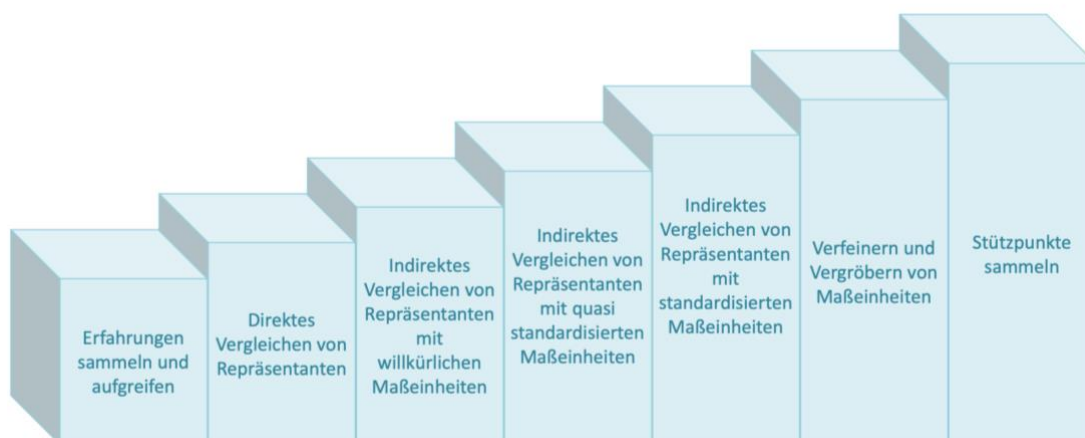 Erfahrungen
sammeln und
aufgreifen
Direktes
Vergleichen von
Repräsentanten
Indirektes
Vergleichen von
Repräsentanten
mit
willkürlichen
Maßeinheiten
Indirektes
Vergleichen von
Repräsentanten
mit quasi
standardisierten
Maßeinheiten
Indirektes
Vergleichen von
Repräsentanten
mit
standardisierten
Maßeinheiten
Verfeinern und
Vergröbern von
Maßeinheiten
Stützpunkte
sammeln